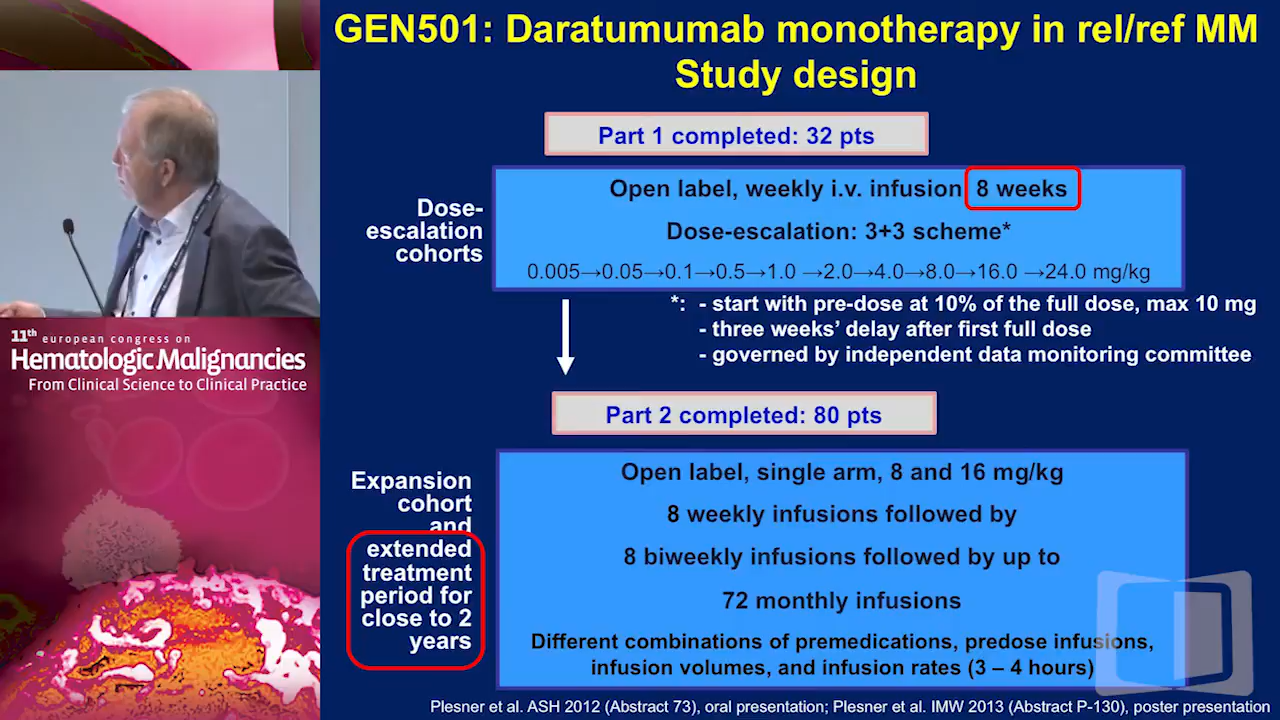 GEN501: Daratumumab monotherapy in rel/ref MM
Study design
Part 1 completed: 32 pts
Dose-
escalation
cohorts
Open label, weekly i.v. infusion 8 weeks
Dose-escalation: 3+3 scheme*
0.005→0.05→0.1→0.5→1.0 →2.0→4.0→8.0→16.0 →24.0 mg/kg
*: - start with pre-dose at 10% of the full dose, max 10 mg
- three weeks’ delay after first full dose
- governed by independent data monitoring committee
Part 2 completed: 80 pts
Expansion
cohort
and
extended
treatment
period for
close to 2
years
Open label, single arm, 8 and 16 mg/kg
8 weekly infusions followed by
8 biweekly infusions followed by up to
72 monthly infusions
Different combinations of premedications, predose infusions,
infusion volumes, and infusion rates (3 – 4 hours)
Plesner et al. ASH 2012 (Abstract 73), oral presentation; Plesner et al. IMW 2013 (Abstract P-130), poster presentation
11th european congress on
Hematologic Malignancies
From Clinical Science to Clinical Practice